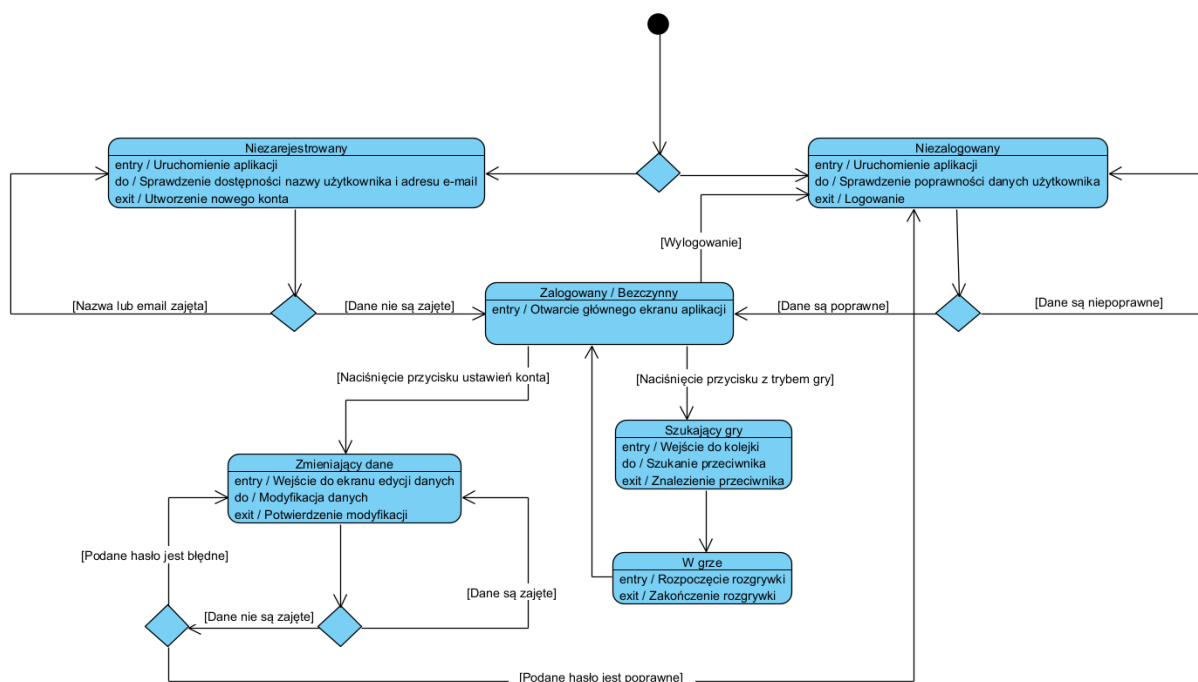 Niezarejestrowany
entry / Uruchomienie aplikacji
do / Sprawdzenie dostępności nazwy użytkownika i adresu e-mail
exit / Utworzenie nowego konta
Niezalogowany
entry / Uruchomienie aplikacji
do / Sprawdzenie poprawności danych użytkownika
exit / Logowanie
[Wylogowanie]
[Nazwa lub email zajęta]
[Dane nie są zajęte]
Zalogowany / Bezczynny
entry / Otwarcie głównego ekranu aplikacji
[Dane są poprawne]
[Dane są niepoprawne]
[Naciśnięcie przycisku ustawień konta]
[Naciśnięcie przycisku z trybem gry]
Szukający gry
entry / Wejście do kolejki
do / Szukanie przeciwnika
exit / Znalezienie przeciwnika
Zmieniający dane
entry / Wejście do ekranu edycji danych
do / Modyfikacja danych
exit / Potwierdzenie modyfikacji
[Podane hasło jest błędne]
W grze
entry / Rozpoczęcie rozgrywki
exit / Zakończenie rozgrywki
[Dane są zajęte]
[Dane nie są zajęte]
[Podane hasło jest poprawne]